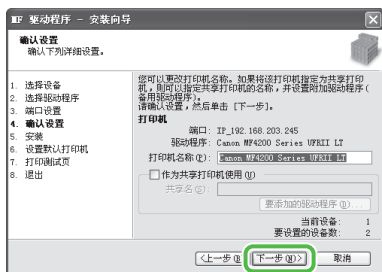 MF 驱动程序 - 安装向导
确认设置
确认下列详细设置。
1. 选择设备
2. 选择驱动程序
3. 端口设置
4. 确认设置
5. 安装
6. 设置默认打印机
7. 打印测试页
8. 退出
您可以更改打印机名称。如果将该打印机指定为共享打印
机，则可以指定共享打印机的名称，并设置附加驱动程序(
备用驱动程序)。
请确认设置，然后单击 [下一步]。
打印机
端口: IP_192.168.203.245
驱动程序: Canon MF4200 Series UFRII LT
打印机名称(P): Canon MF4200 Series UFRII LT
作为共享打印机使用(U)
共享名(S):
要添加的驱动程序(D)...
当前设备: 1
要设置的设备数: 2
<上一步(B) 下一步(N)> 取消